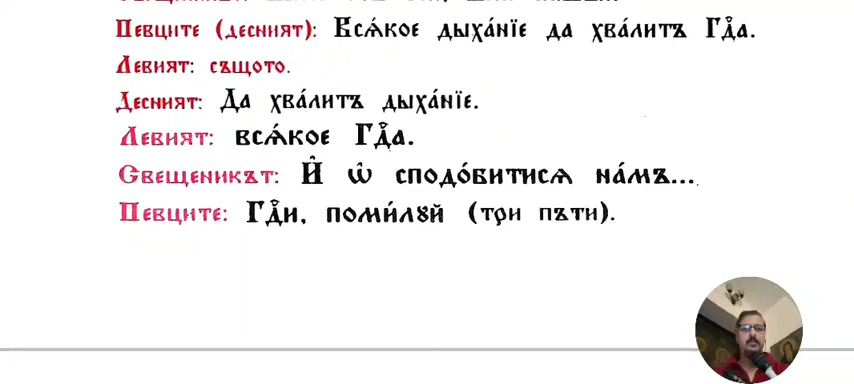 Певците (десният): Всѧ́кое дыха́нїе да хва́литъ Гдⷭ҇а.
Левият: същото.
Десният: Да хва́литъ дыха́нїе.
Левият: всѧ́кое Гдⷭ҇а.
Свещеникът: И҆ ѡ҆ сподо́битисѧ на́мъ...
Певците: Гдⷭ҇и, поми́лꙋй (три пъти).